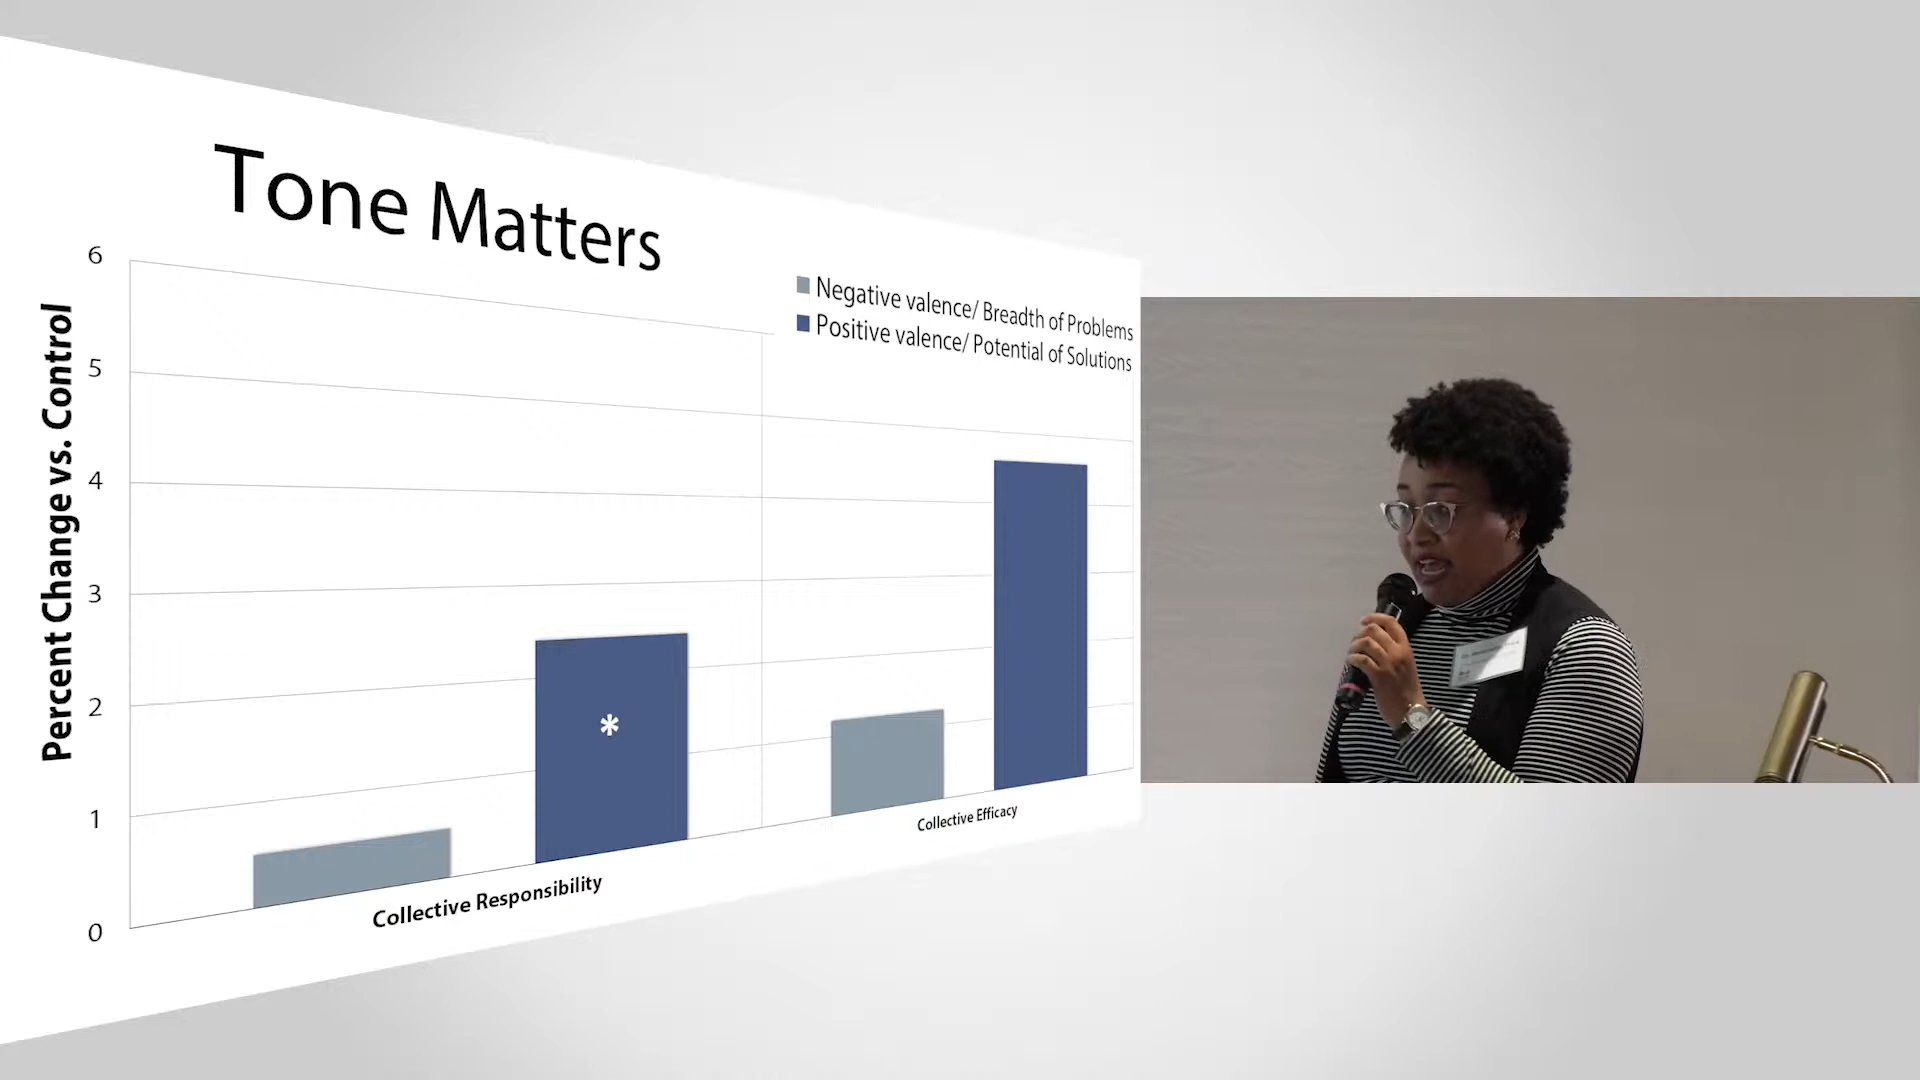 Tone Matters
Negative valence/ Breadth of Problems
Positive valence/ Potential of Solutions
Percent Change vs. Control
6
5
4
3
2
1
0
*
Collective Responsibility
Collective Efficacy